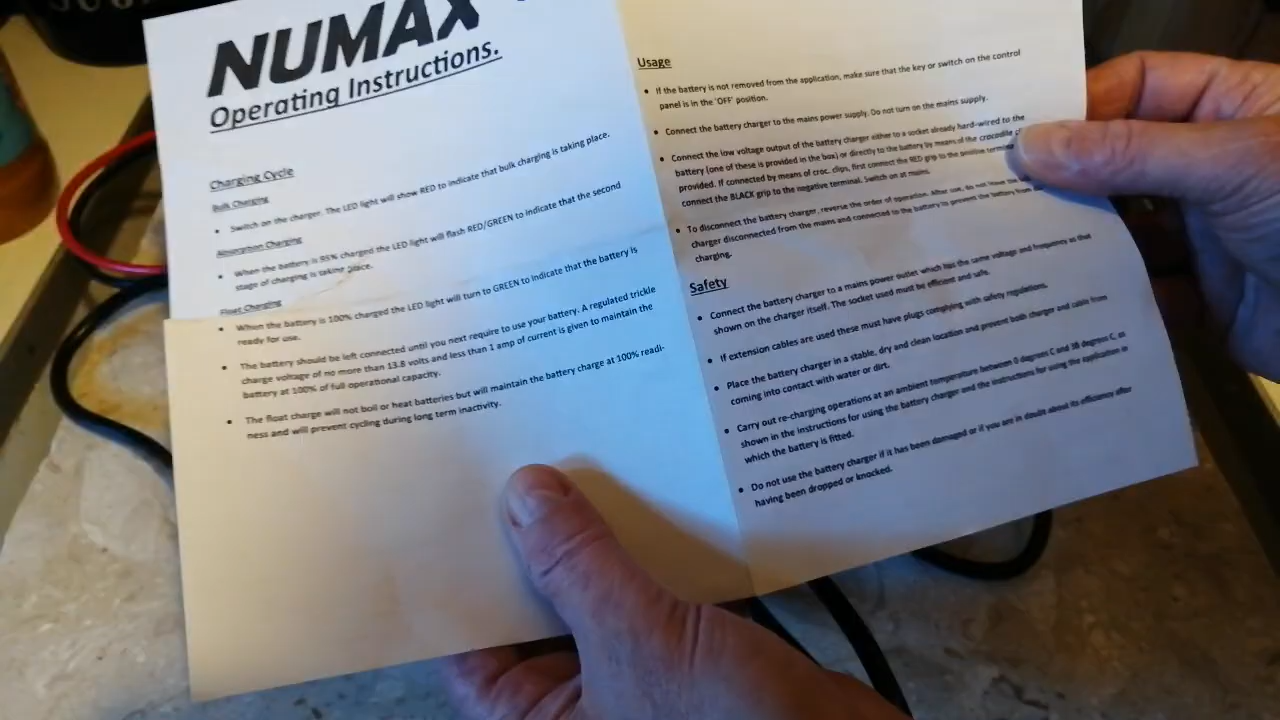 NUMAX
Operating Instructions.
Charging Cycle
Bulk Charging
• Switch on the charger. The LED light will show RED to indicate that bulk charging is taking place.
Absorption Charging
• When the battery is 95% charged the LED light will flash RED/GREEN to indicate that the second
stage of charging is taking place.
Float Charging
• When the battery is 100% charged the LED light will turn to GREEN to indicate that the battery is
ready for use.
• The battery should be left connected until you next require to use your battery. A regulated trickle
charge voltage of no more than 13.8 volts and less than 1 amp of current is given to maintain the
battery at 100% of full operational capacity.
• The float charge will not boil or heat batteries but will maintain the battery charge at 100% readi-
ness and will prevent cycling during long term inactivity.
Usage
• If the battery is not removed from the application, make sure that the key or switch on the control
panel is in the 'OFF' position.
• Connect the battery charger to the mains power supply. Do not turn on the mains supply.
• Connect the low voltage output of the battery charger either to a socket already hard-wired to the
battery (one of these is provided in the box) or directly to the battery by means of the crocodile
provided. If connected by means of croc. clips, first connect the RED grip to the positive terminal
connect the BLACK grip to the negative terminal. Switch on at mains.
• To disconnect the battery charger, reverse the order of operation. After use, do not leave the
charger disconnected from the mains and connected to the battery to prevent the battery from
charging.
Safety
• Connect the battery charger to a mains power outlet which has the same voltage and frequency as that
shown on the charger itself. The socket used must be efficient and safe.
• If extension cables are used these must have plugs complying with safety regulations.
• Place the battery charger in a stable, dry and clean location and prevent both charger and cable from
coming into contact with water or dirt.
• Carry out re-charging operations at an ambient temperature between 0 degrees C and 38 degrees C, as
shown in the instructions for using the battery charger and the instructions for using the application in
which the battery is fitted.
• Do not use the battery charger if it has been damaged or if you are in doubt about its efficiency after
having been dropped or knocked.